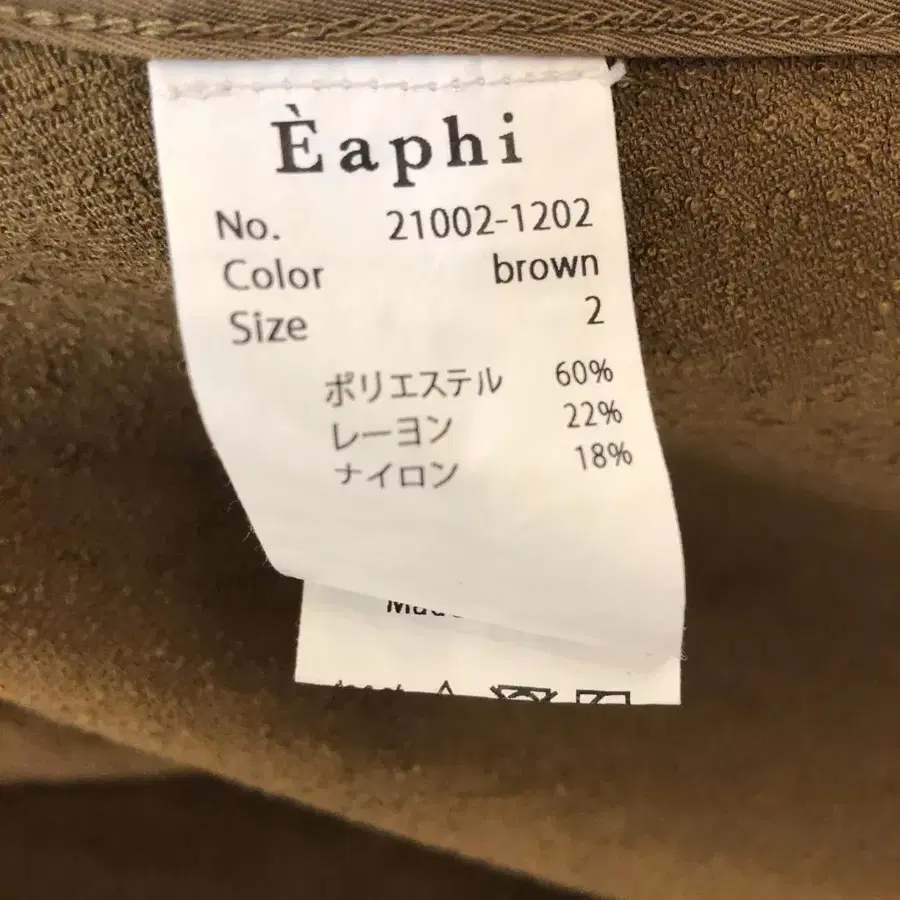 Èaphi
No. 21002-1202
Color brown
Size 2
ポリエステル 60%
レーヨン 22%
ナイロン 18%